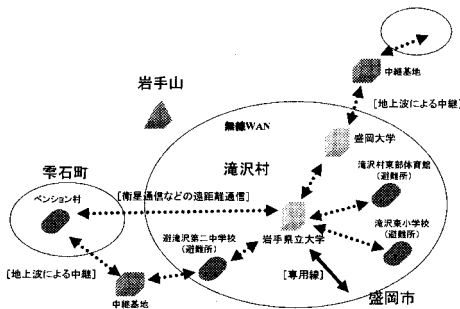 中継基地
[地上波による中継]
岩手山
無線WAN
盛岡大学
滝沢村
滝沢村東部体育館
(避難所)
雫石町
ペンション村
[衛星通信などの遠距離通信]
滝沢東小学校
(避難所)
岩手県立大学
避滝沢第二中学校
(避難所)
[地上波による中継]
[専用線]
中継基地
盛岡市